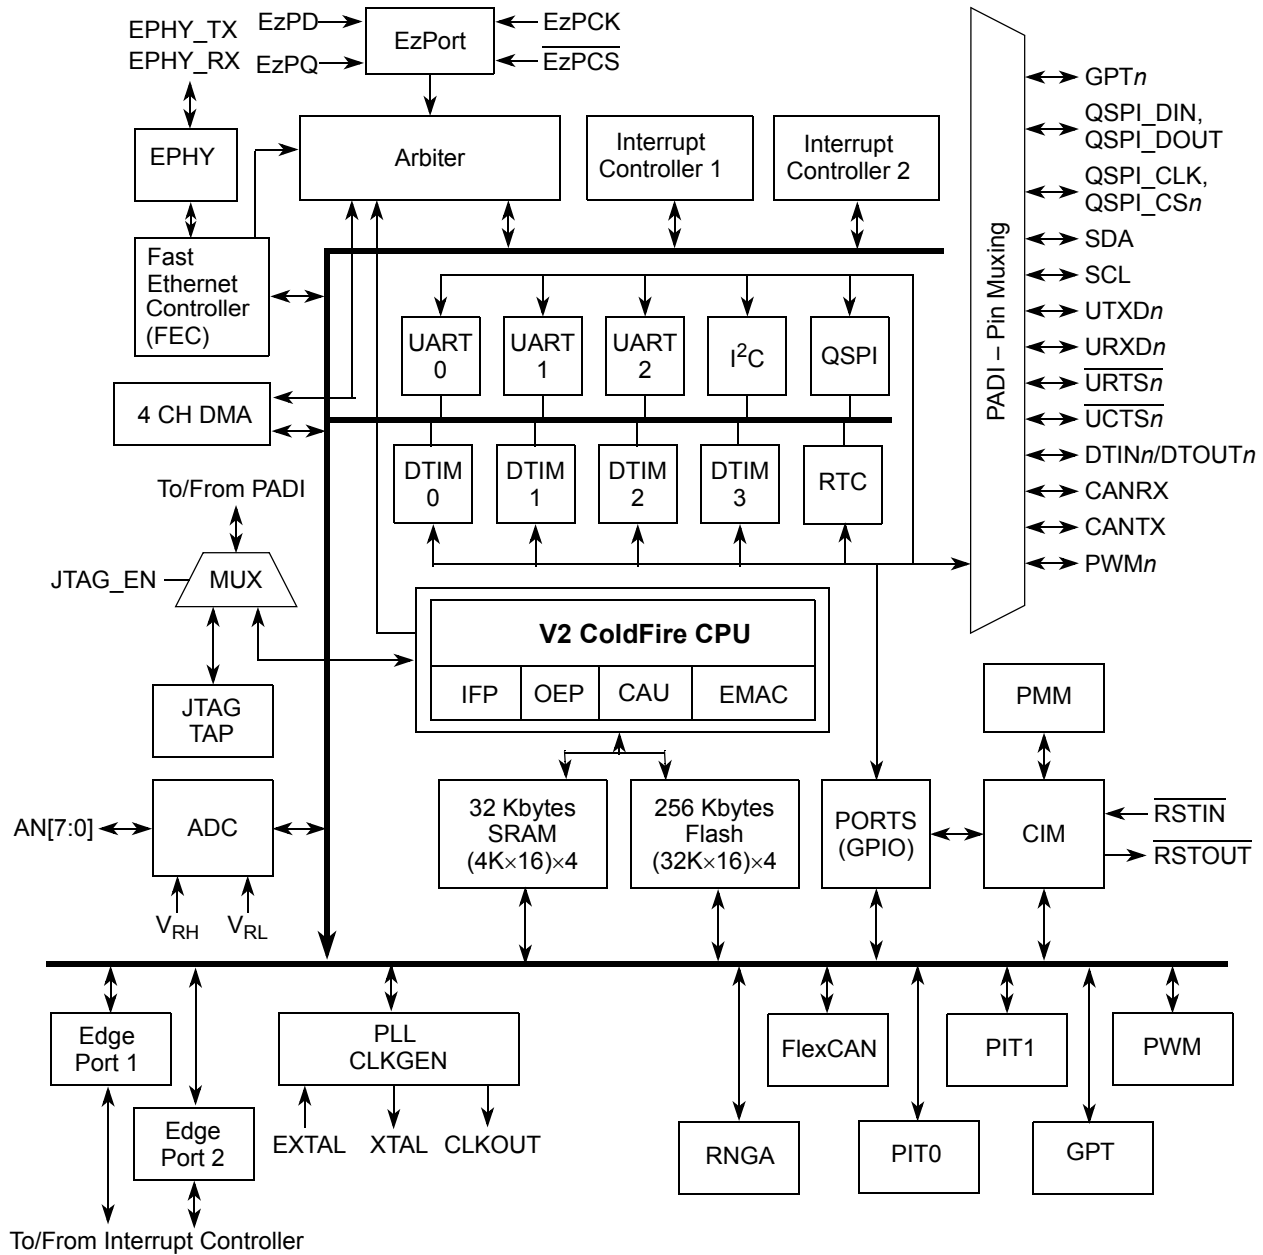 EPHY_TX
EPHY_RX
EzPD
EzPQ
EzPort
EzPCK
EzPCS
EPHY
Arbiter
Interrupt
Controller 1
Interrupt
Controller 2
Fast
Ethernet
Controller
(FEC)
4 CH DMA
UART
0
UART
1
UART
2
I²C
QSPI
DTIM
0
DTIM
1
DTIM
2
DTIM
3
RTC
PADI – Pin Muxing
GPTn
QSPI_DIN,
QSPI_DOUT
QSPI_CLK,
QSPI_CSn
SDA
SCL
UTXDn
URXDn
URTSn
UCTSn
DTINn/DTOUTn
CANRX
CANTX
PWMn
To/From PADI
JTAG_EN
MUX
JTAG
TAP
V2 ColdFire CPU
IFP
OEP
CAU
EMAC
PMM
AN[7:0]
ADC
VRH
VRL
32 Kbytes
SRAM
(4K×16)×4
256 Kbytes
Flash
(32K×16)×4
PORTS
(GPIO)
CIM
RSTIN
RSTOUT
Edge
Port 1
Edge
Port 2
PLL
CLKGEN
EXTAL
XTAL
CLKOUT
FlexCAN
PIT1
PWM
RNGA
PIT0
GPT
To/From Interrupt Controller